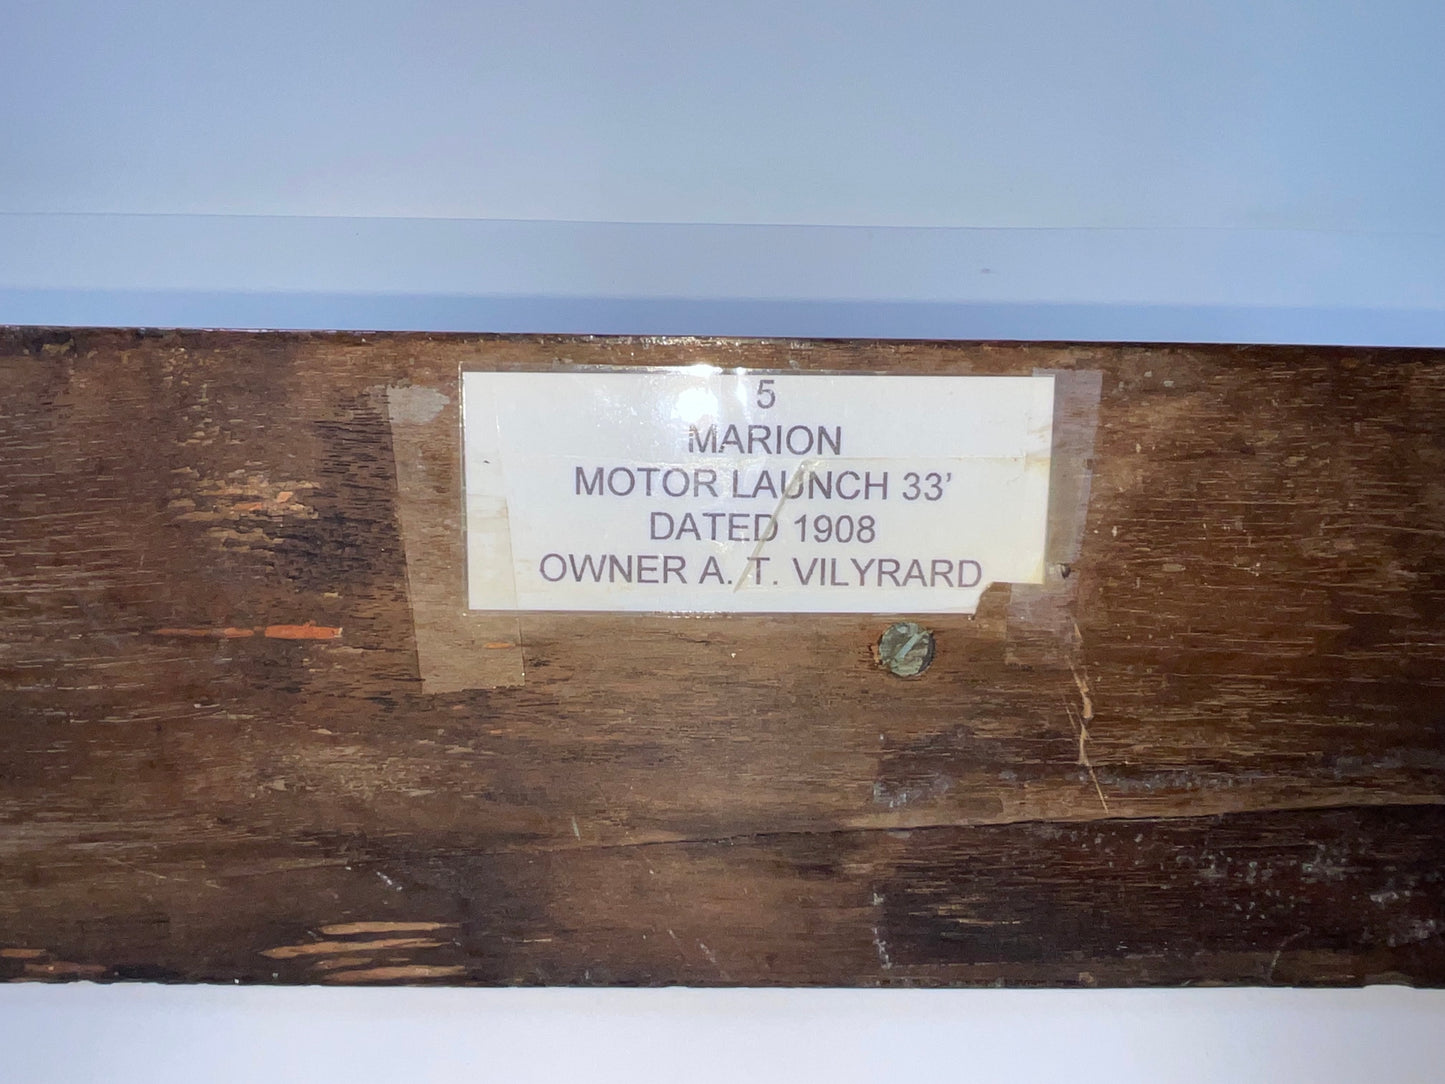 5
MARION
MOTOR LAUNCH 33'
DATED 1908
OWNER A. T. VILYRARD